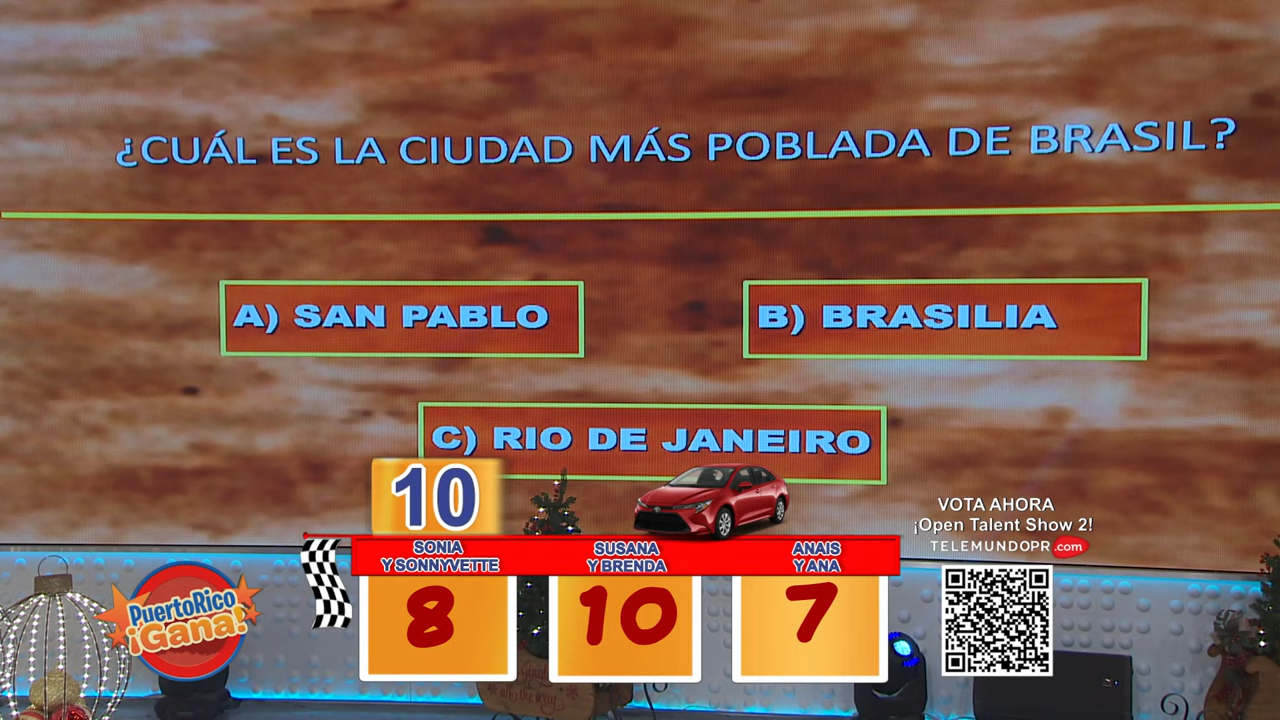 ¿CUÁL ES LA CIUDAD MÁS POBLADA DE BRASIL?
A) SAN PABLO
B) BRASILIA
C) RIO DE JANEIRO
10
VOTA AHORA
¡Open Talent Show 2!
TELEMUNDOPR.com
SONIA
Y SONNYVETTE
SUSANA
Y BRENDA
ANAIS
Y ANA
8
10
7
PuertoRico
¡Gana!